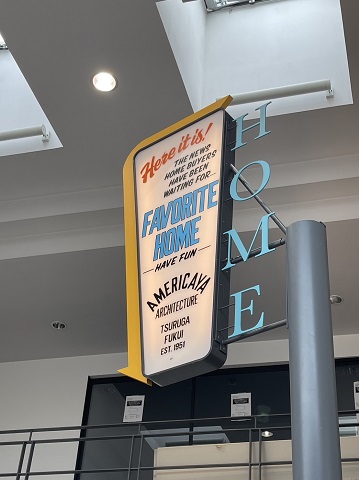 Here it is!
THE NEWS
HOME BUYERS
HAVE BEEN
WAITING FOR...
FAVORITE
HOME
HAVE FUN
AMERICAYA
ARCHITECTURE
TSURUGA
FUKUI
EST. 1951
HOME